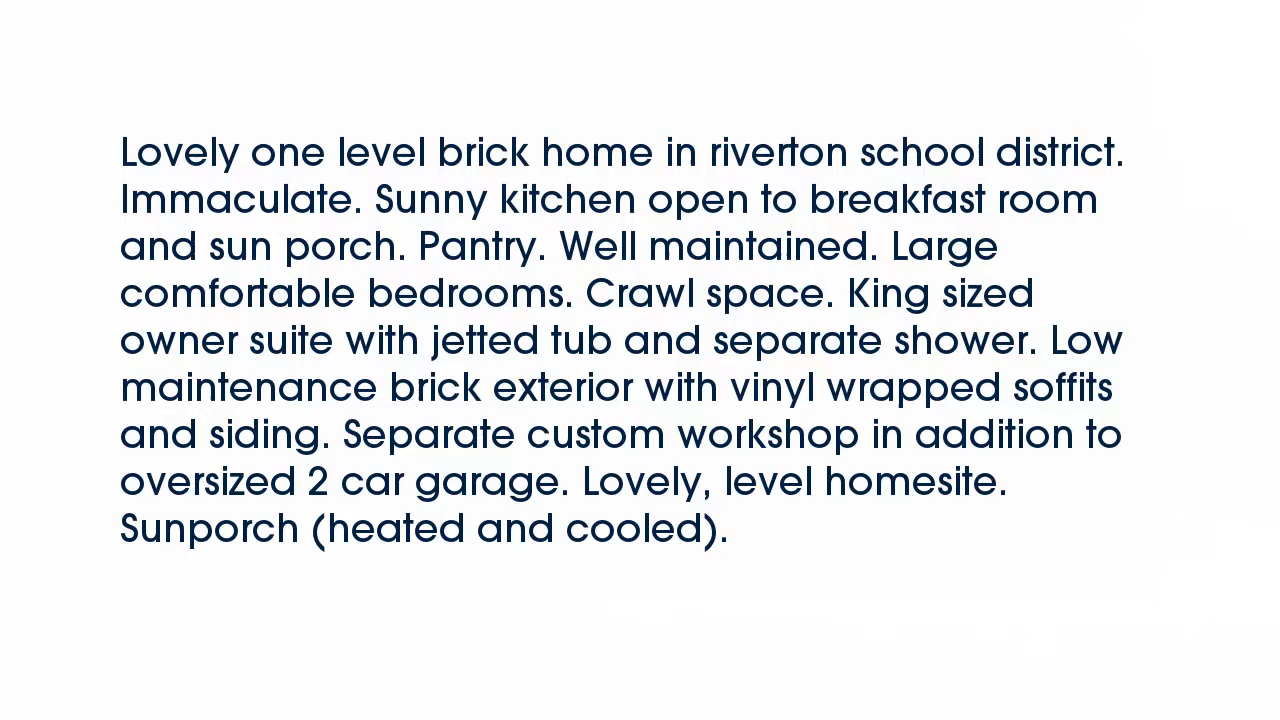 Lovely one level brick home in riverton school district.
Immaculate. Sunny kitchen open to breakfast room
and sun porch. Pantry. Well maintained. Large
comfortable bedrooms. Crawl space. King sized
owner suite with jetted tub and separate shower. Low
maintenance brick exterior with vinyl wrapped soffits
and siding. Separate custom workshop in addition to
oversized 2 car garage. Lovely, level homesite.
Sunporch (heated and cooled).